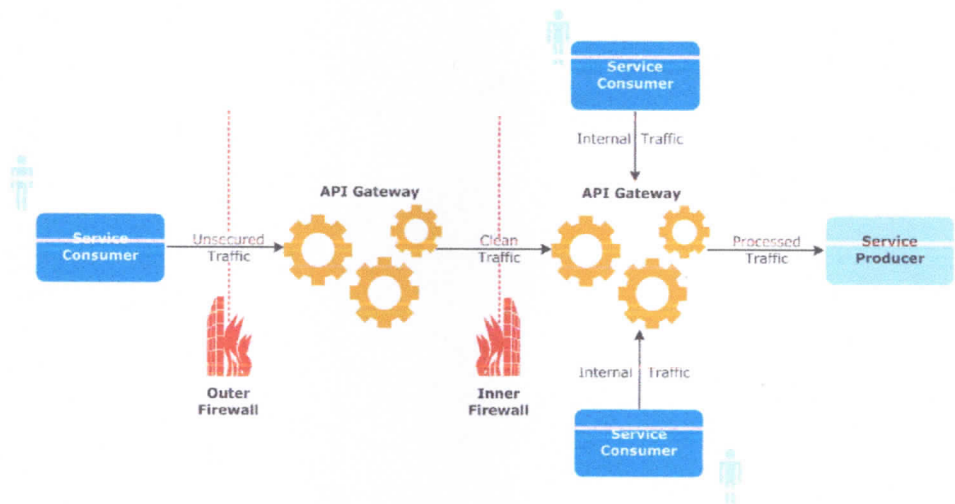 Service
Consumer
Internal Traffic
API Gateway
API Gateway
Service
Consumer
Unsecured
Traffic
Clean
Traffic
Processed
Traffic
Service
Producer
Outer
Firewall
Inner
Firewall
Internal Traffic
Service
Consumer